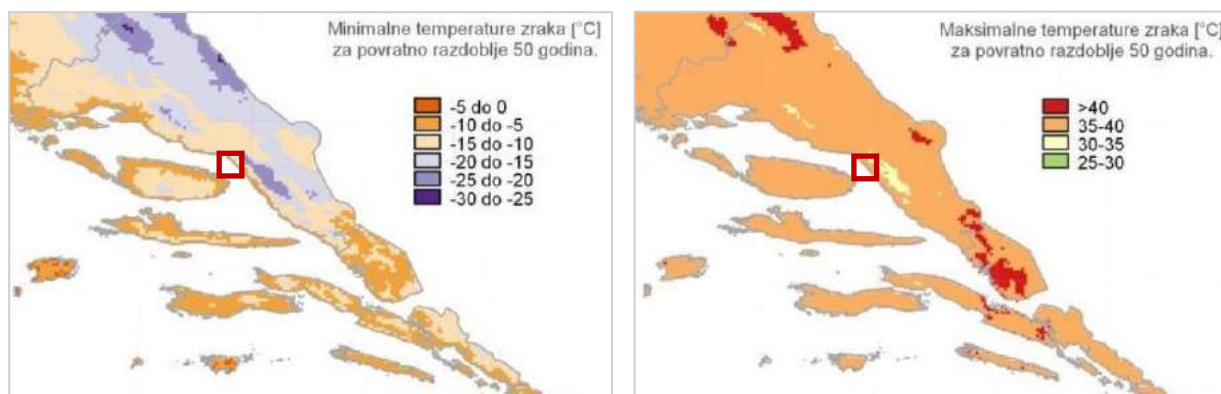 Minimalne temperature zraka [°C]
za povratno razdoblje 50 godina.
-5 do 0
-10 do -5
-15 do -10
-20 do -15
-25 do -20
-30 do -25
Maksimalne temperature zraka [°C]
za povratno razdoblje 50 godina.
>40
35-40
30-35
25-30